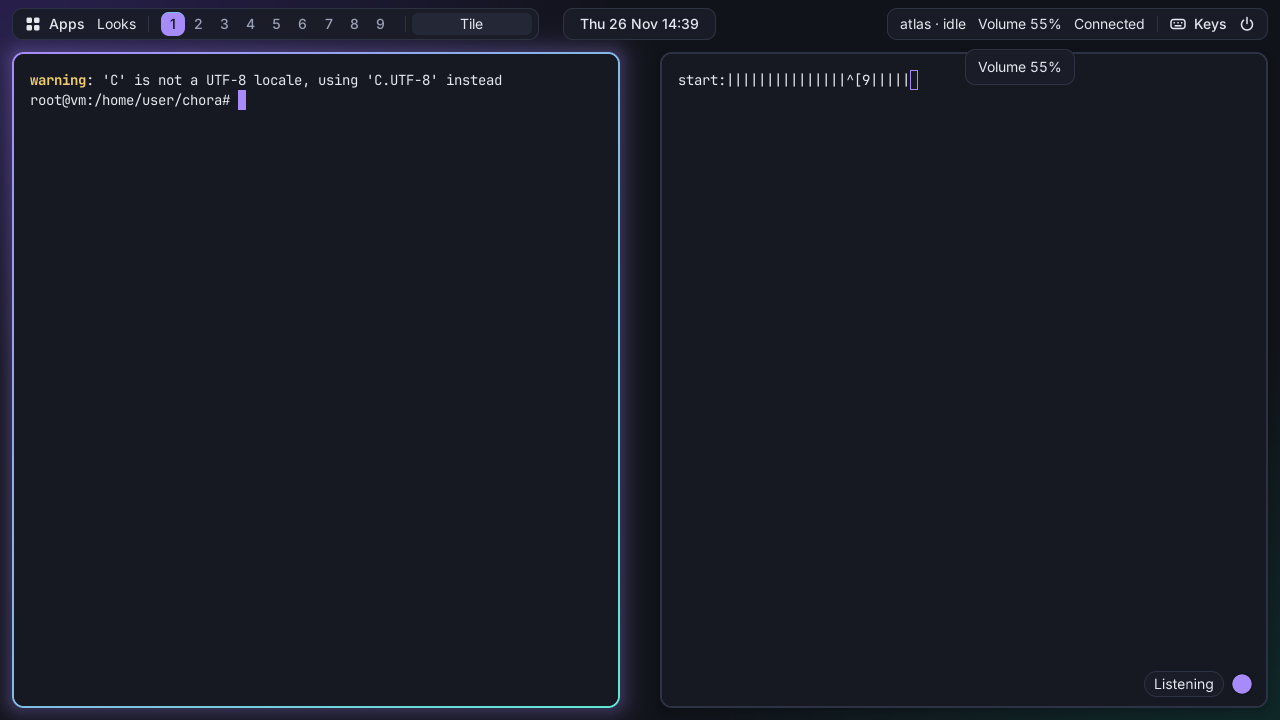 Apps Looks 1 2 3 4 5 6 7 8 9 Tile Thu 26 Nov 14:39 atlas · idle Volume 55% Connected Keys
Volume 55%
warning: 'C' is not a UTF-8 locale, using 'C.UTF-8' instead
root@vm:/home/user/chora#
start:|||||||||||||||^[9|||||
Listening